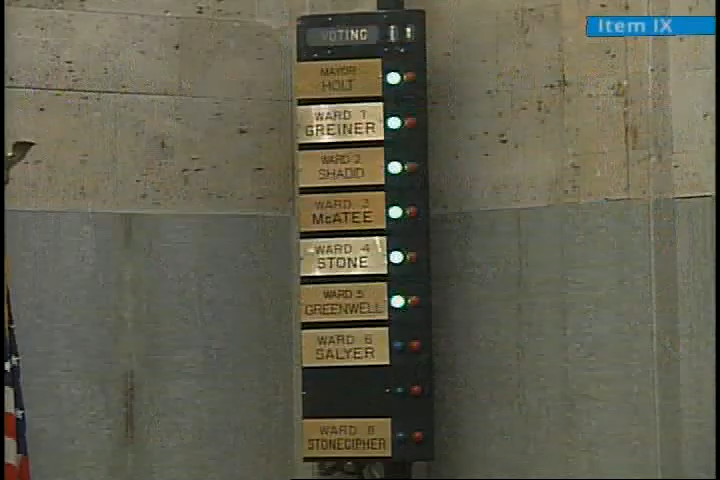 Item IX
VOTING
MAYOR
HOLT
WARD 1
GREINER
WARD 2
SHADID
WARD 3
McATEE
WARD 4
STONE
WARD 5
GREENWELL
WARD 6
SALYER
WARD 8
STONECIPHER